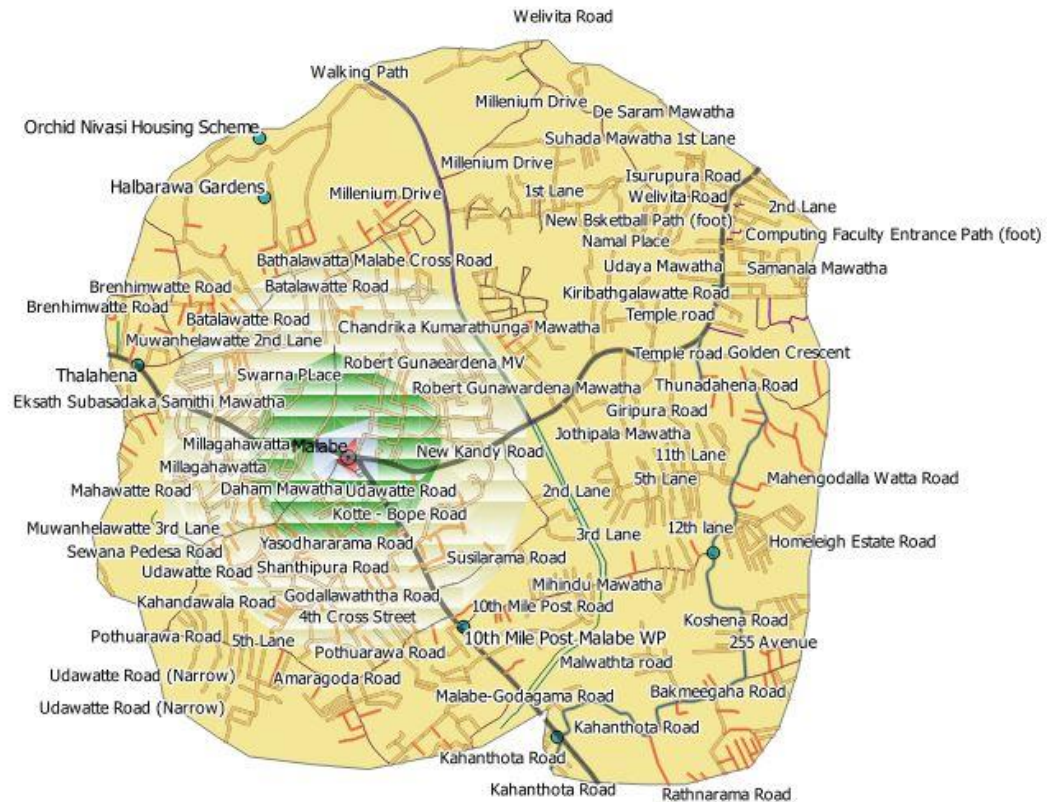 Welivita Road
Walking Path
Millenium Drive
De Saram Mawatha
Orchid Nivasi Housing Scheme
Suhada Mawatha 1st Lane
Millenium Drive
Isurupura Road
Halbarawa Gardens
Millenium Drive
1st Lane
Welivita Road
2nd Lane
New Bsketball Path (foot)
Computing Faculty Entrance Path (foot)
Namal Place
Bathalawatta Malabe Cross Road
Udaya Mawatha
Samanala Mawatha
Brenhimwatte Road
Batalawatte Road
Kiribathgalawatte Road
Brenhimwatte Road
Batalawatte Road
Chandrika Kumarathunga Mawatha
Temple road
Muwanhelawatte 2nd Lane
Robert Gunaeardena MV
Temple road
Golden Crescent
Thalahena
Swarna PLace
Robert Gunawardena Mawatha
Thunadahena Road
Eksath Subasadaka Samithi Mawatha
Giripura Road
Jothipala Mawatha
Millagahawatta
Malabe
New Kandy Road
11th Lane
Millagahawatta
5th Lane
Mahengodalla Watta Road
Mahawatte Road
Daham Mawatha
Udawatte Road
2nd Lane
Kotte - Bope Road
Muwanhelawatte 3rd Lane
3rd Lane
12th lane
Homeleigh Estate Road
Yasodhararama Road
Sewana Pedesa Road
Susilarama Road
Udawatte Road
Shanthipura Road
Mihindu Mawatha
Godallawaththa Road
Kahandawala Road
10th Mile Post Road
4th Cross Street
Koshena Road
Pothuarawa Road
5th Lane
10th Mile Post Malabe WP
255 Avenue
Pothuarawa Road
Malwathta road
Udawatte Road (Narrow)
Amaragoda Road
Malabe-Godagama Road
Bakmeegaha Road
Udawatte Road (Narrow)
Kahanthota Road
Kahanthota Road
Kahanthota Road
Rathnarama Road